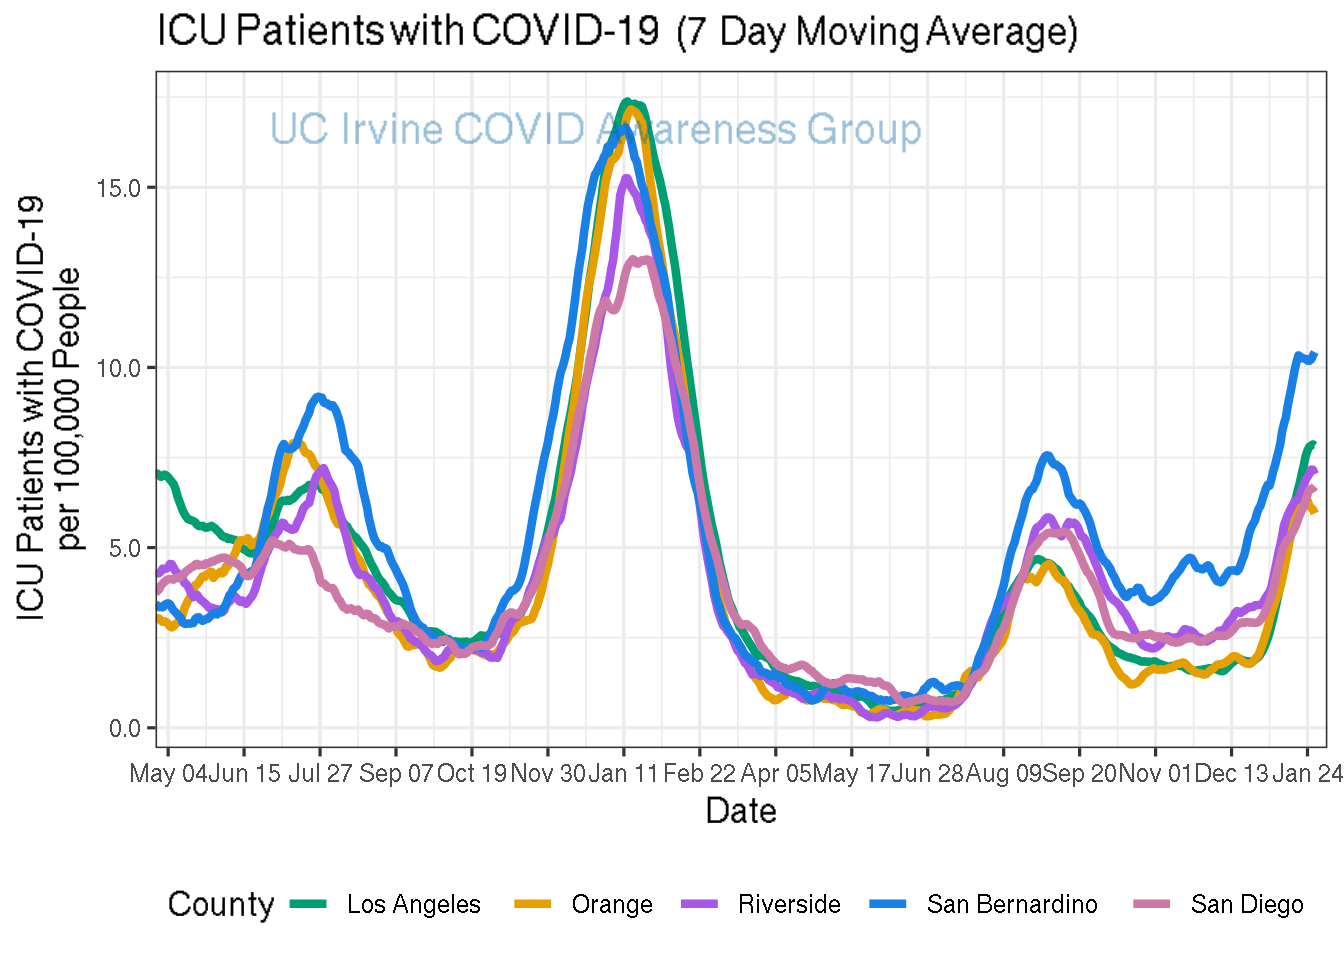 ICU Patients with COVID-19 (7 Day Moving Average)
UC Irvine COVID Awareness Group
ICU Patients with COVID-19
per 100,000 People
15.0
10.0
5.0
0.0
May 04 Jun 15 Jul 27 Sep 07 Oct 19 Nov 30 Jan 11 Feb 22 Apr 05 May 17 Jun 28 Aug 09 Sep 20 Nov 01 Dec 13 Jan 24
Date
County Los Angeles Orange Riverside San Bernardino San Diego